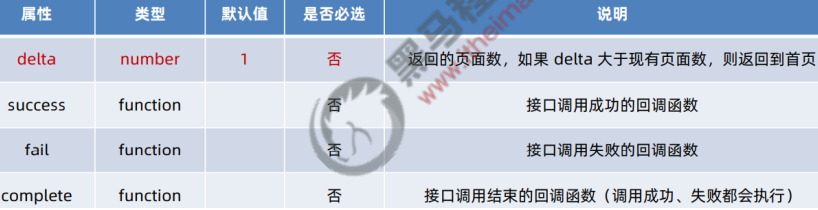 属性 类型 默认值 是否必选 说明
delta number 1 否 返回的页面数，如果 delta 大于现有页面数，则返回到首页
success function 否 接口调用成功的回调函数
fail function 否 接口调用失败的回调函数
complete function 否 接口调用结束的回调函数（调用成功、失败都会执行）